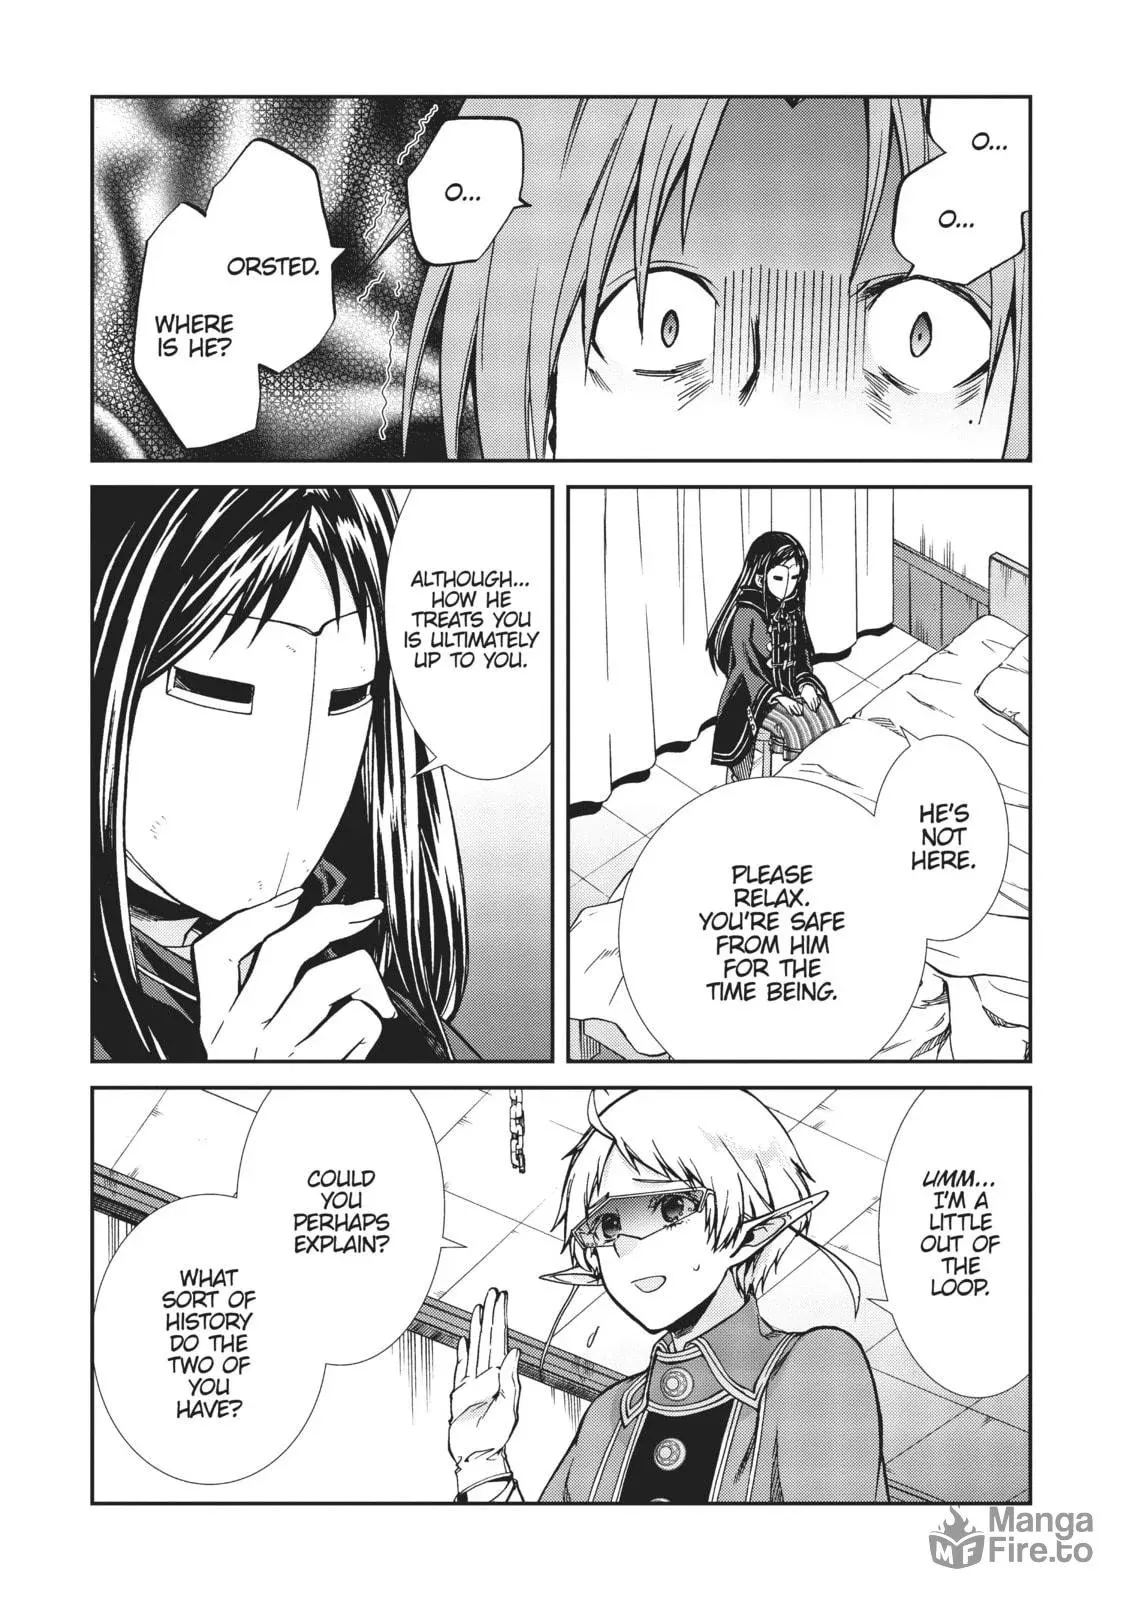 O...
O...
O...
ORSTED.
WHERE
IS HE?
HE'S
NOT
HERE.
PLEASE
RELAX.
YOU'RE SAFE
FROM HIM
FOR THE
TIME BEING.
ALTHOUGH...
HOW HE
TREATS YOU
IS ULTIMATELY
UP TO YOU.
UMM...
I'M A
LITTLE
OUT OF
THE
LOOP.
COULD
YOU
PERHAPS
EXPLAIN?
WHAT
SORT OF
HISTORY
DO THE
TWO OF
YOU
HAVE?
MF
Manga
Fire.to